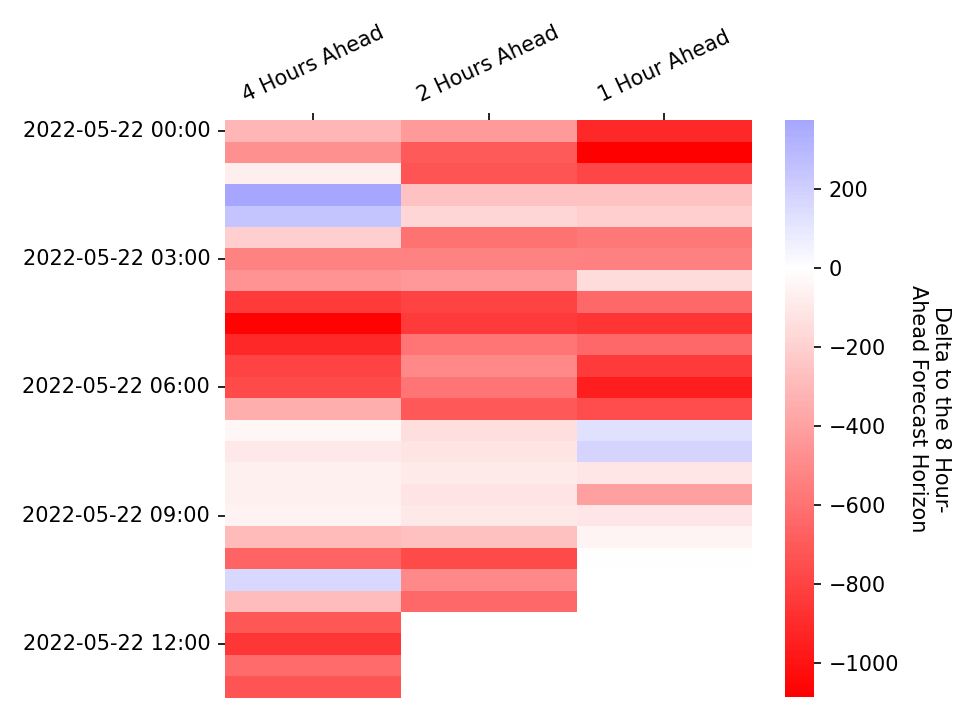 4 Hours Ahead
2 Hours Ahead
1 Hour Ahead
2022-05-22 00:00
2022-05-22 03:00
2022-05-22 06:00
2022-05-22 09:00
2022-05-22 12:00
200
0
−200
−400
−600
−800
−1000
Delta to the 8 Hour-
Ahead Forecast Horizon